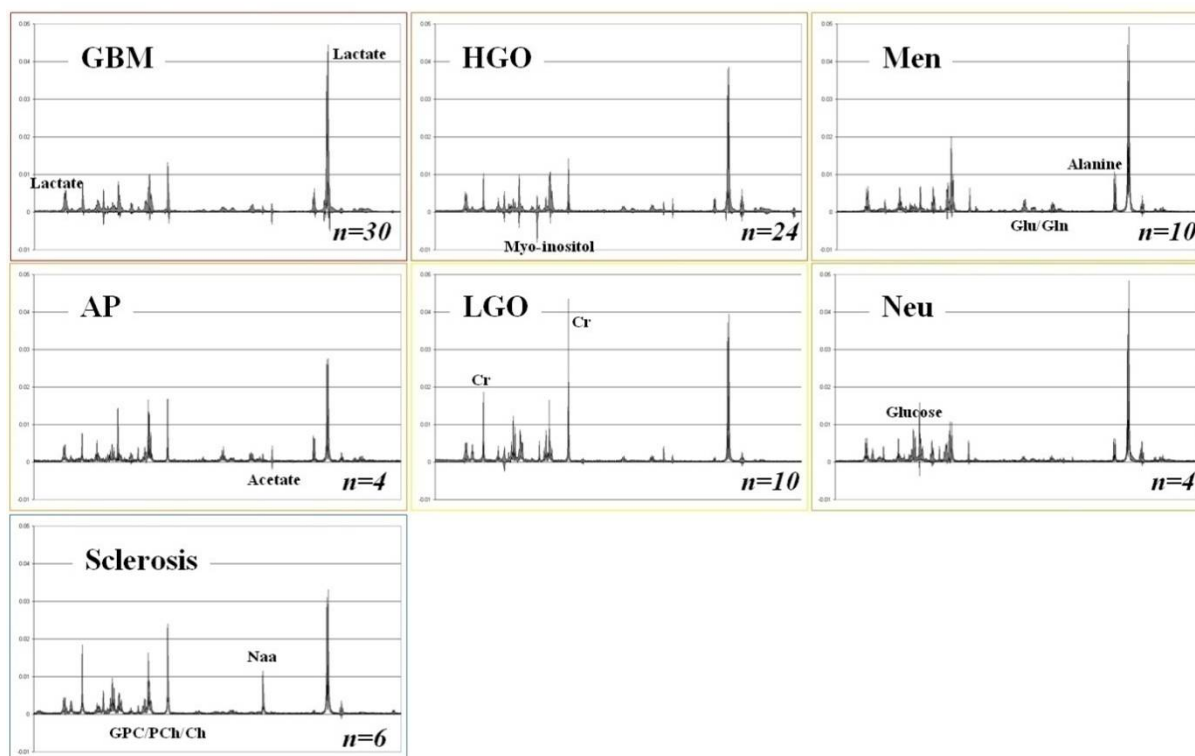 GBM
Lactate
Lactate
n=30
HGO
Myo-inositol
n=24
Men
Alanine
Glu/Gln
n=10
AP
Acetate
n=4
LGO
Cr
Cr
n=10
Neu
Glucose
n=4
Sclerosis
Naa
GPC/PCh/Ch
n=6